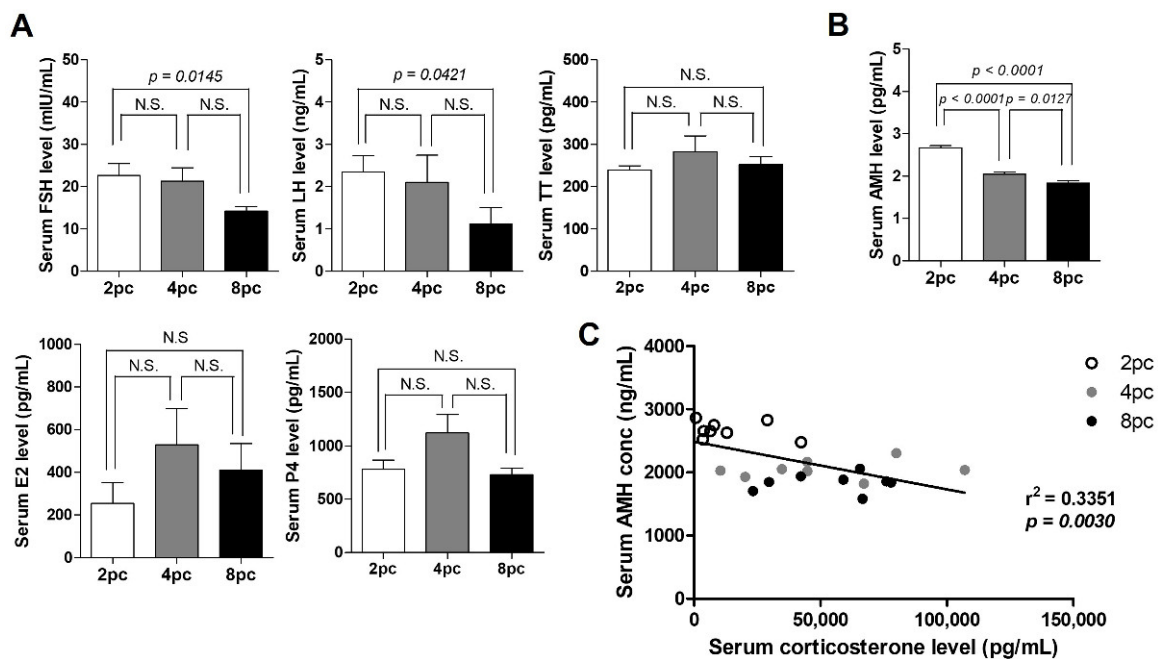 A
Serum FSH level (mIU/mL)
50
40
30
20
10
0
p = 0.0145
N.S.
N.S.
2pc
4pc
8pc
Serum LH level (ng/mL)
5
4
3
2
1
0
p = 0.0421
N.S.
N.S.
2pc
4pc
8pc
Serum TT level (pg/mL)
500
400
300
200
100
0
N.S.
N.S.
N.S.
2pc
4pc
8pc
B
Serum AMH level (pg/mL)
5
4
3
2
1
0
p < 0.0001
p < 0.0001
p = 0.0127
2pc
4pc
8pc
Serum E2 level (pg/mL)
1000
800
600
400
200
0
N.S
N.S.
N.S.
2pc
4pc
8pc
Serum P4 level (pg/mL)
2000
1500
1000
500
0
N.S.
N.S.
N.S.
2pc
4pc
8pc
C
Serum AMH conc (ng/mL)
4000
3000
2000
1000
0
2pc
4pc
8pc
r² = 0.3351
p = 0.0030
0
50,000
100,000
150,000
Serum corticosterone level (pg/mL)